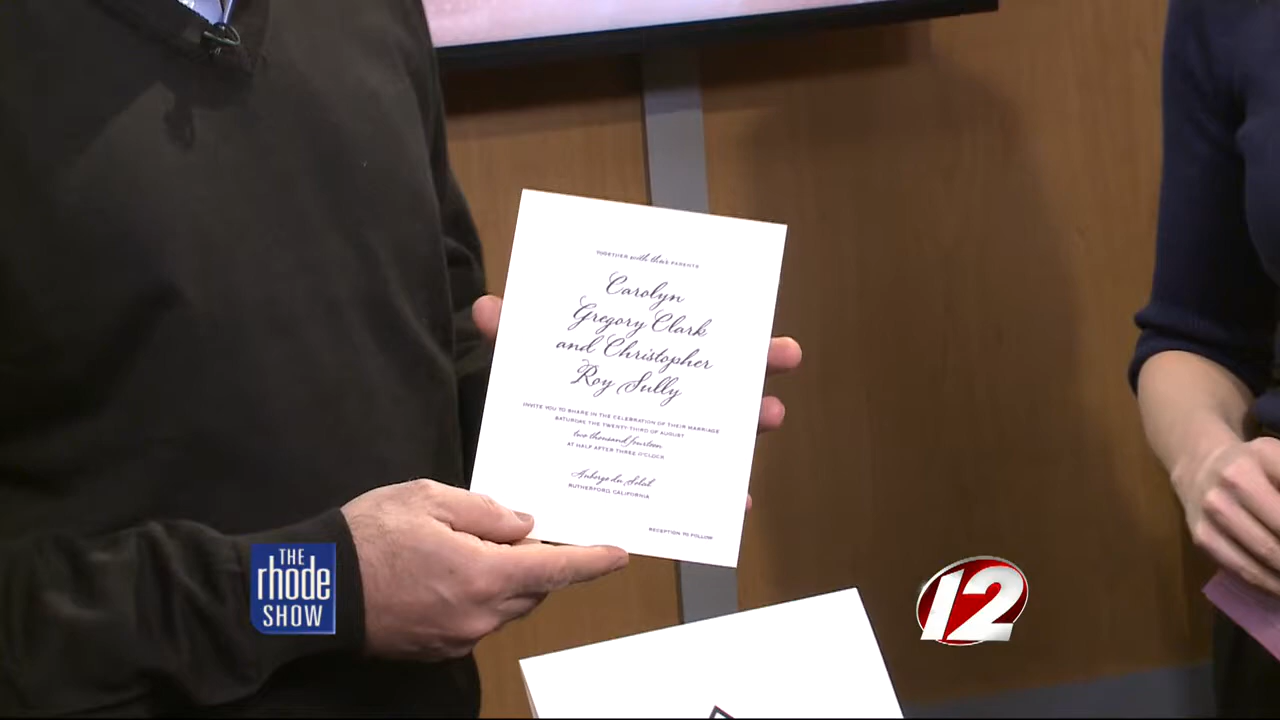 TOGETHER with their PARENTS
Carolyn
Gregory Clark
and Christopher
Roy Sully
INVITE YOU TO SHARE IN THE CELEBRATION OF THEIR MARRIAGE
SATURDAY, THE TWENTY-THIRD OF AUGUST
two thousand fourteen
AT HALF AFTER THREE O'CLOCK
Auberge du Soleil
RUTHERFORD, CALIFORNIA
RECEPTION TO FOLLOW
THE
rhode
SHOW
12